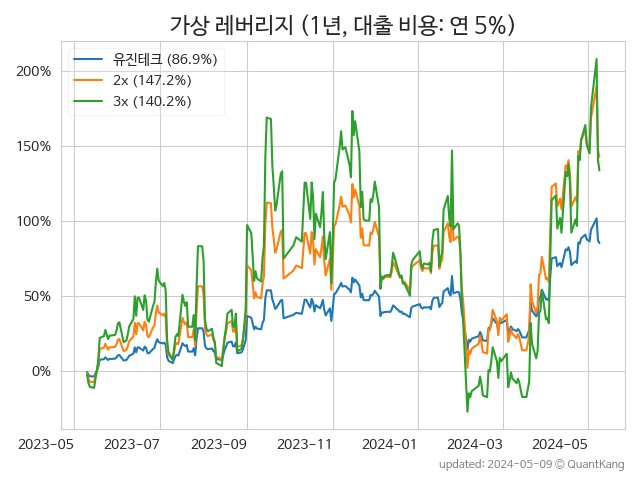 가상 레버리지 (1년, 대출 비용: 연 5%)
유진테크 (86.9%)
2x (147.2%)
3x (140.2%)
200%
150%
100%
50%
0%
2023-05 2023-07 2023-09 2023-11 2024-01 2024-03 2024-05
updated: 2024-05-09 © QuantKang